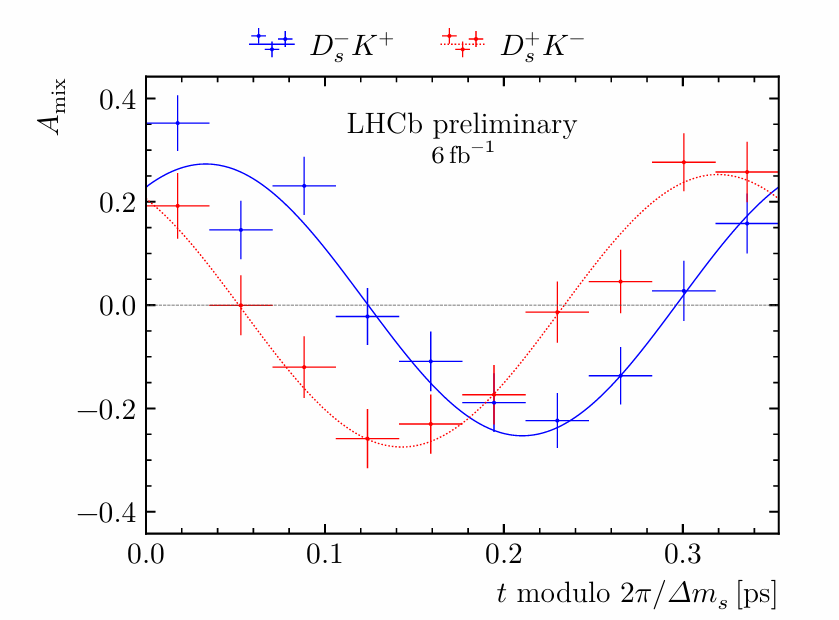 D_s^-K^+ D_s^+K^-
A_mix
LHCb preliminary
6 fb^−1
0.4
0.2
0.0
−0.2
−0.4
0.0 0.1 0.2 0.3
t modulo 2π/Δm_s [ps]